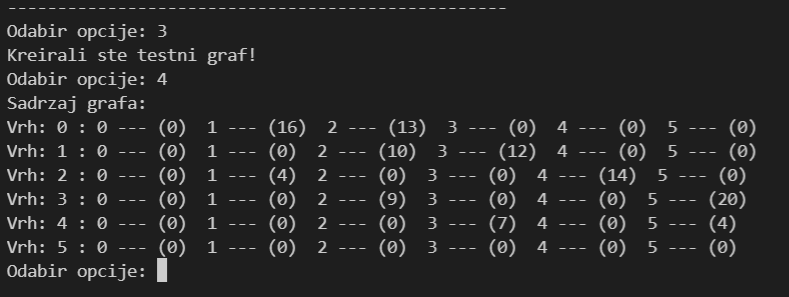 --------------------------------------------------
Odabir opcije: 3
Kreirali ste testni graf!
Odabir opcije: 4
Sadrzaj grafa:
Vrh: 0 : 0 --- (0)  1 --- (16)  2 --- (13)  3 --- (0)  4 --- (0)  5 --- (0)
Vrh: 1 : 0 --- (0)  1 --- (0)  2 --- (10)  3 --- (12)  4 --- (0)  5 --- (0)
Vrh: 2 : 0 --- (0)  1 --- (4)  2 --- (0)  3 --- (0)  4 --- (14)  5 --- (0)
Vrh: 3 : 0 --- (0)  1 --- (0)  2 --- (9)  3 --- (0)  4 --- (0)  5 --- (20)
Vrh: 4 : 0 --- (0)  1 --- (0)  2 --- (0)  3 --- (7)  4 --- (0)  5 --- (4)
Vrh: 5 : 0 --- (0)  1 --- (0)  2 --- (0)  3 --- (0)  4 --- (0)  5 --- (0)
Odabir opcije: